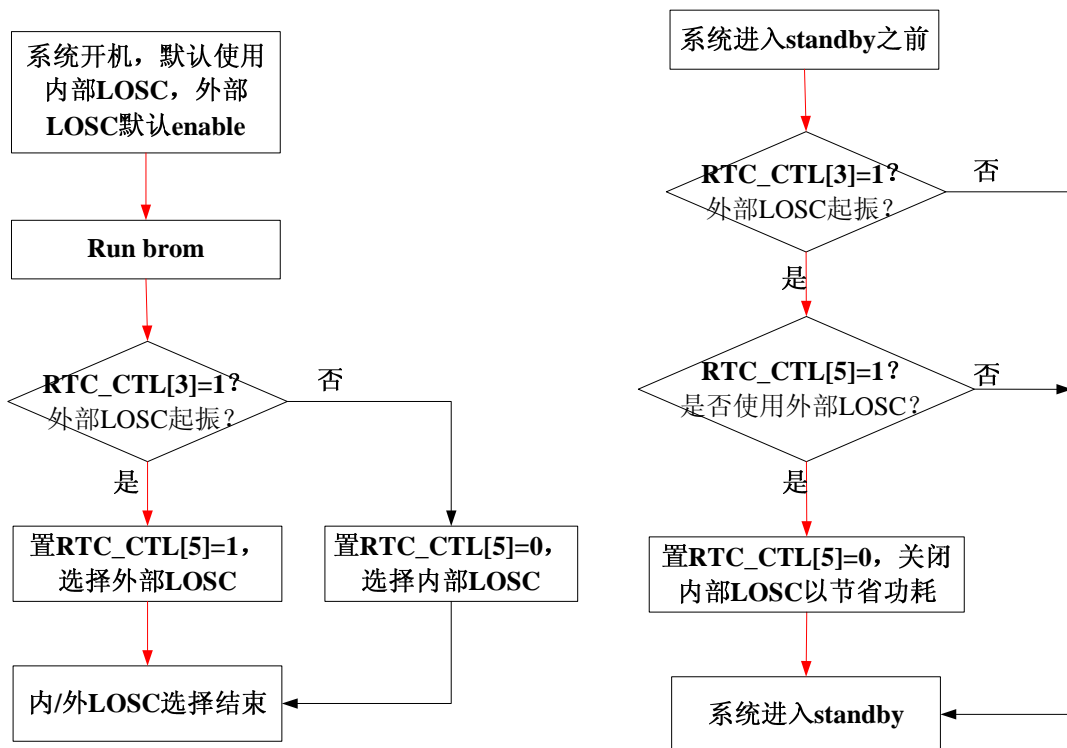 系统开机，默认使用
内部LOSC，外部
LOSC默认enable
Run brom
RTC_CTL[3]=1？
外部LOSC起振？
否
是
置RTC_CTL[5]=1，
选择外部LOSC
置RTC_CTL[5]=0，
选择内部LOSC
内/外LOSC选择结束
系统进入standby之前
RTC_CTL[3]=1？
外部LOSC起振？
否
是
RTC_CTL[5]=1？
是否使用外部LOSC？
否
是
置RTC_CTL[5]=0，关闭
内部LOSC以节省功耗
系统进入standby